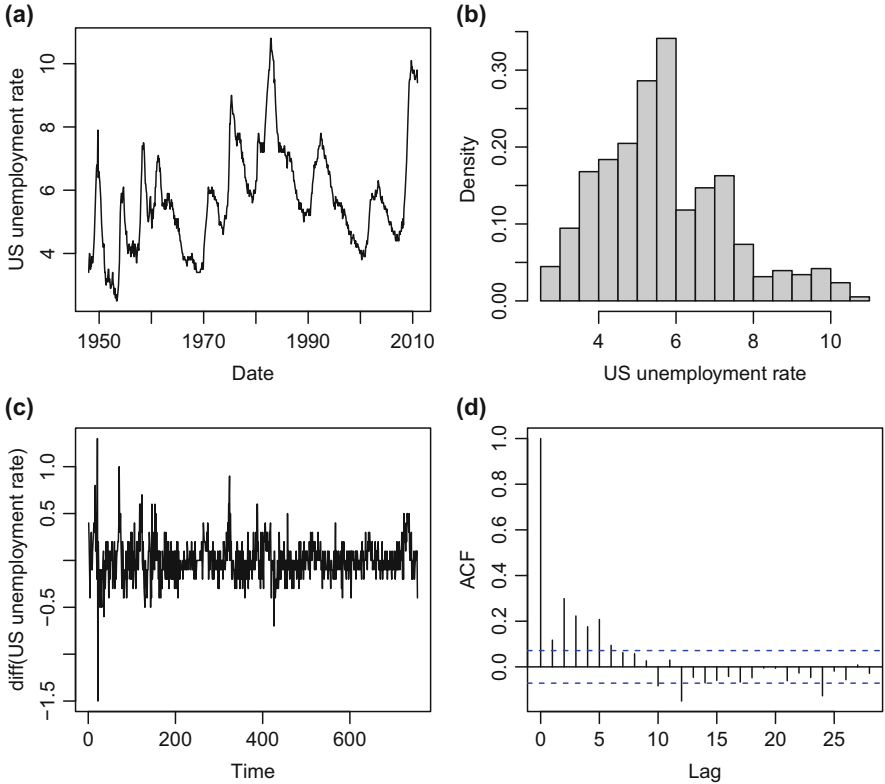 (a)
US unemployment rate
10
8
6
4
1950 1970 1990 2010
Date
(b)
Density
0.30
0.20
0.10
0.00
4 6 8 10
US unemployment rate
(c)
diff(US unemployment rate)
1.0
0.5
−0.5
−1.5
0 200 400 600
Time
(d)
ACF
1.0
0.8
0.6
0.4
0.2
0.0
0 5 10 15 20 25
Lag